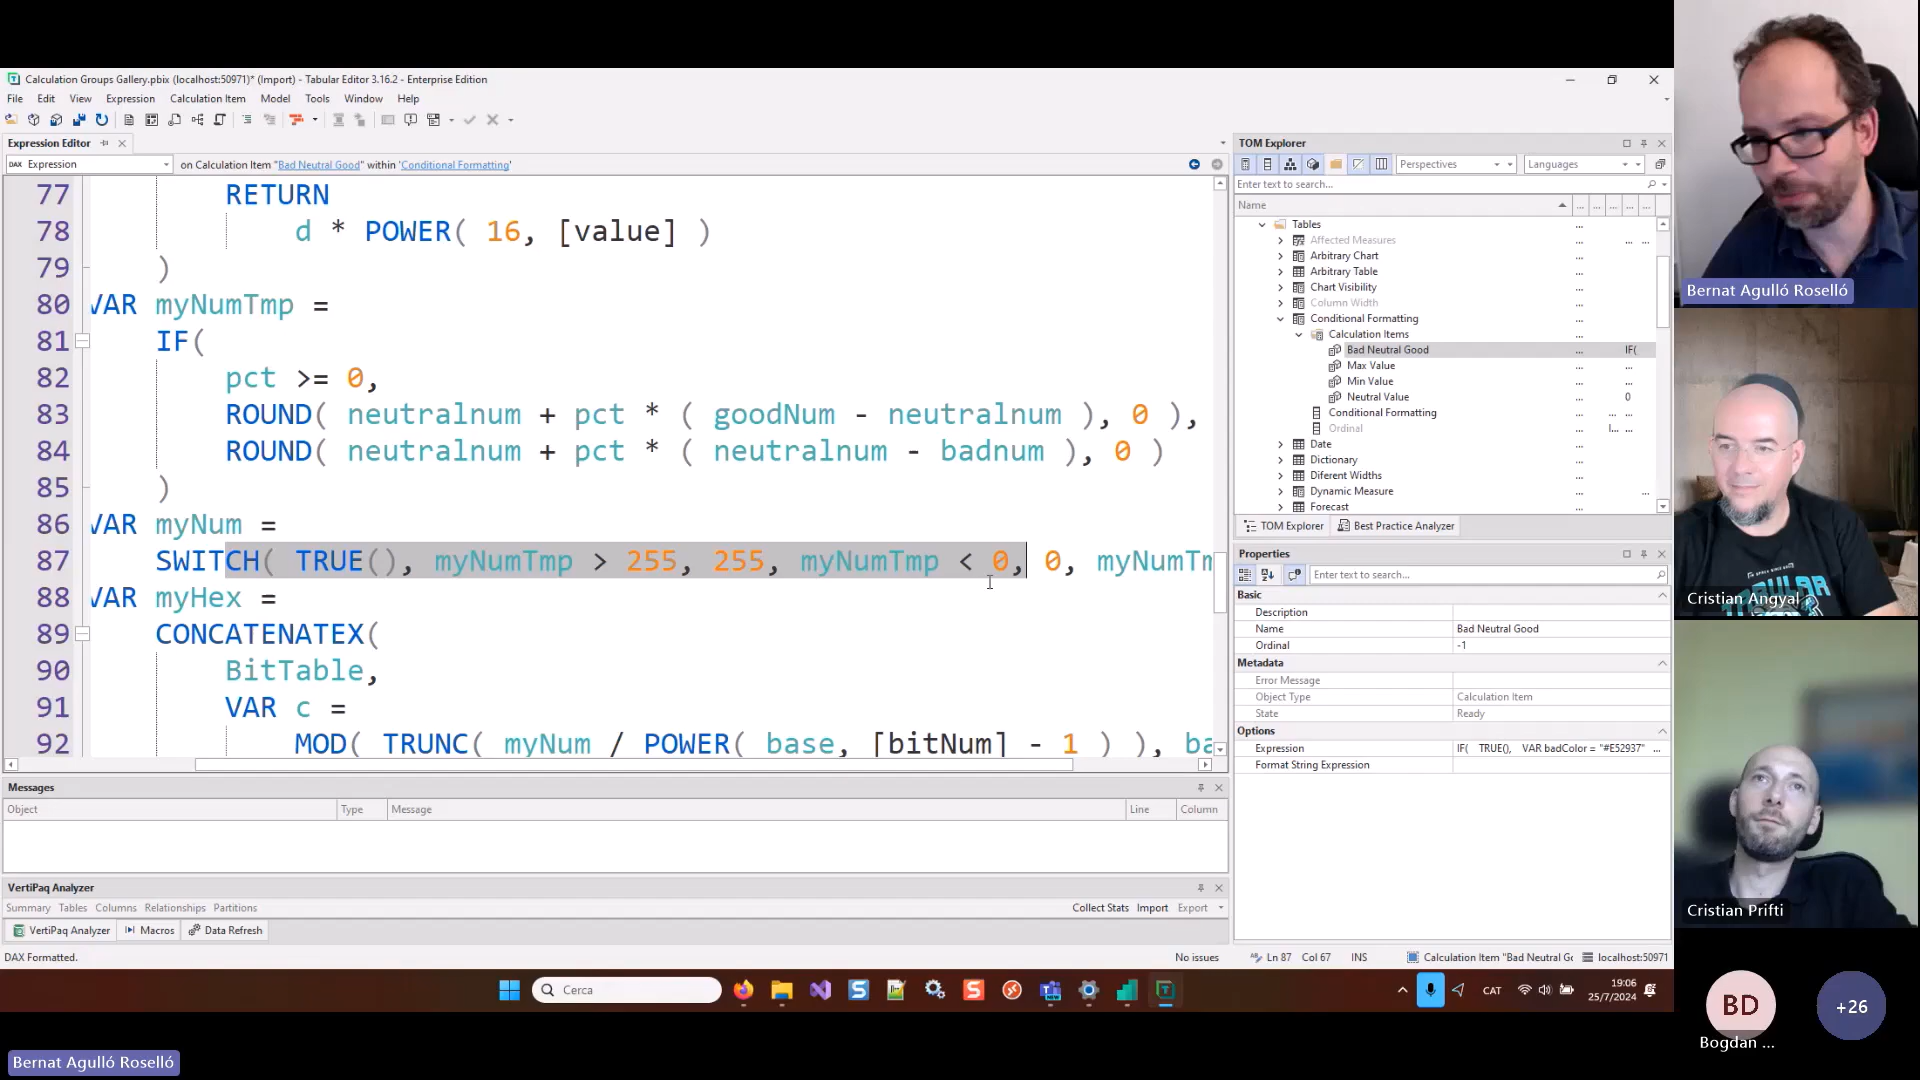 Calculation Groups Gallery.pbix (localhost:50971)* (Import) - Tabular Editor 3.16.2 - Enterprise Edition
File Edit View Expression Calculation Item Model Tools Window Help
Expression Editor
DAX Expression on Calculation Item "Bad Neutral Good" within 'Conditional Formatting'
77 RETURN
78 d * POWER( 16, [value] )
79 )
80 VAR myNumTmp =
81 IF(
82 pct >= 0,
83 ROUND( neutralnum + pct * ( goodNum - neutralnum ), 0 ),
84 ROUND( neutralnum + pct * ( neutralnum - badnum ), 0 )
85 )
86 VAR myNum =
87 SWITCH( TRUE(), myNumTmp > 255, 255, myNumTmp < 0, 0, myNumTm
88 VAR myHex =
89 CONCATENATEX(
90 BitTable,
91 VAR c =
92 MOD( TRUNC( myNum / POWER( base, [bitNum] - 1 ) ), ba
Messages
Object Type Message Line Column
VertiPaq Analyzer
Summary Tables Columns Relationships Partitions Collect Stats Import Export
VertiPaq Analyzer Macros Data Refresh
DAX Formatted. No issues Ln 87 Col 67 INS Calculation Item "Bad Neutral Go localhost:50971
TOM Explorer
Perspectives Languages
Enter text to search...
Name ... ... ... ... ...
Tables ...
Affected Measures ... ...
Arbitrary Chart ...
Arbitrary Table ...
Chart Visibility ...
Column Width ...
Conditional Formatting ...
Calculation Items ...
Bad Neutral Good ... IF(
Max Value ... ...
Min Value ... ...
Neutral Value ... 0
Conditional Formatting ... ... ...
Ordinal ... I... ...
Date ...
Dictionary ...
Diferent Widths ...
Dynamic Measure ... ...
Forecast ...
TOM Explorer Best Practice Analyzer
Properties
Enter text to search...
Basic
Description
Name Bad Neutral Good
Ordinal -1
Metadata
Error Message
Object Type Calculation Item
State Ready
Options
Expression IF( TRUE(), VAR badColor = "#E52937" ...
Format String Expression
Cerca
CAT
19:06
25/7/2024
Bernat Agulló Roselló
Cristian Angyal
TABULAR
Cristian Prifti
BD
Bogdan ...
+26
Bernat Agulló Roselló